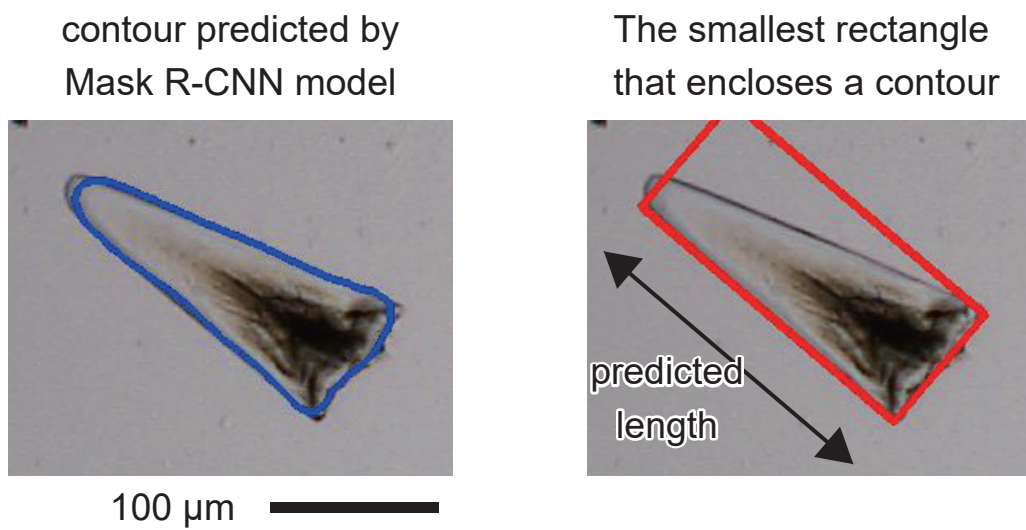 contour predicted by
Mask R-CNN model
The smallest rectangle
that encloses a contour
predicted
length
100 μm